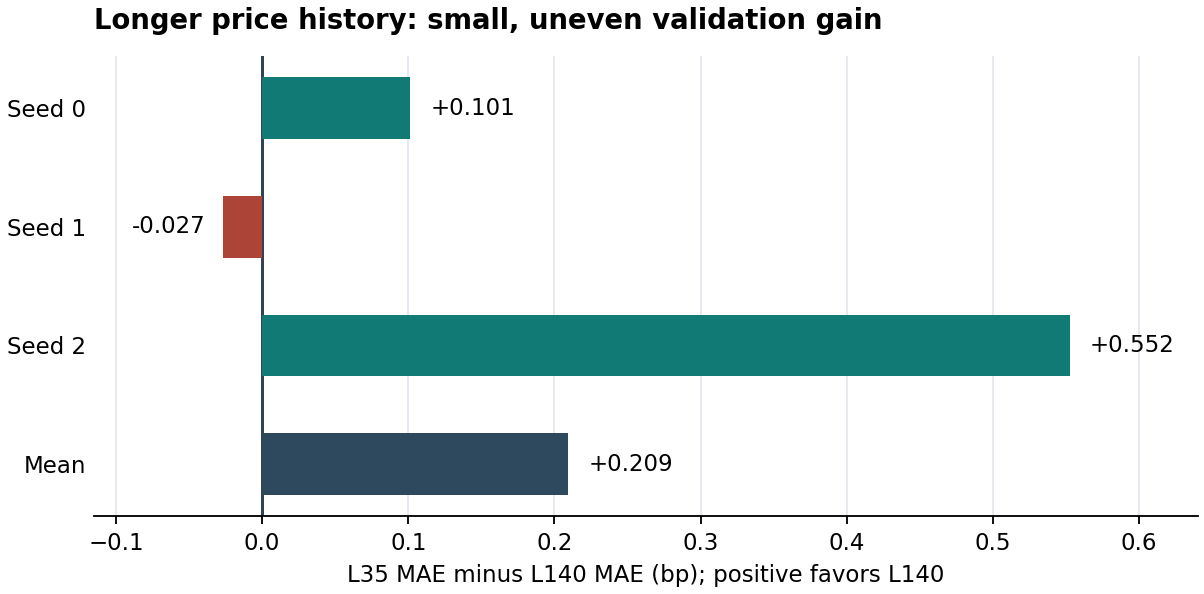 Longer price history: small, uneven validation gain
Seed 0
+0.101
Seed 1
-0.027
Seed 2
+0.552
Mean
+0.209
−0.1 0.0 0.1 0.2 0.3 0.4 0.5 0.6
L35 MAE minus L140 MAE (bp); positive favors L140